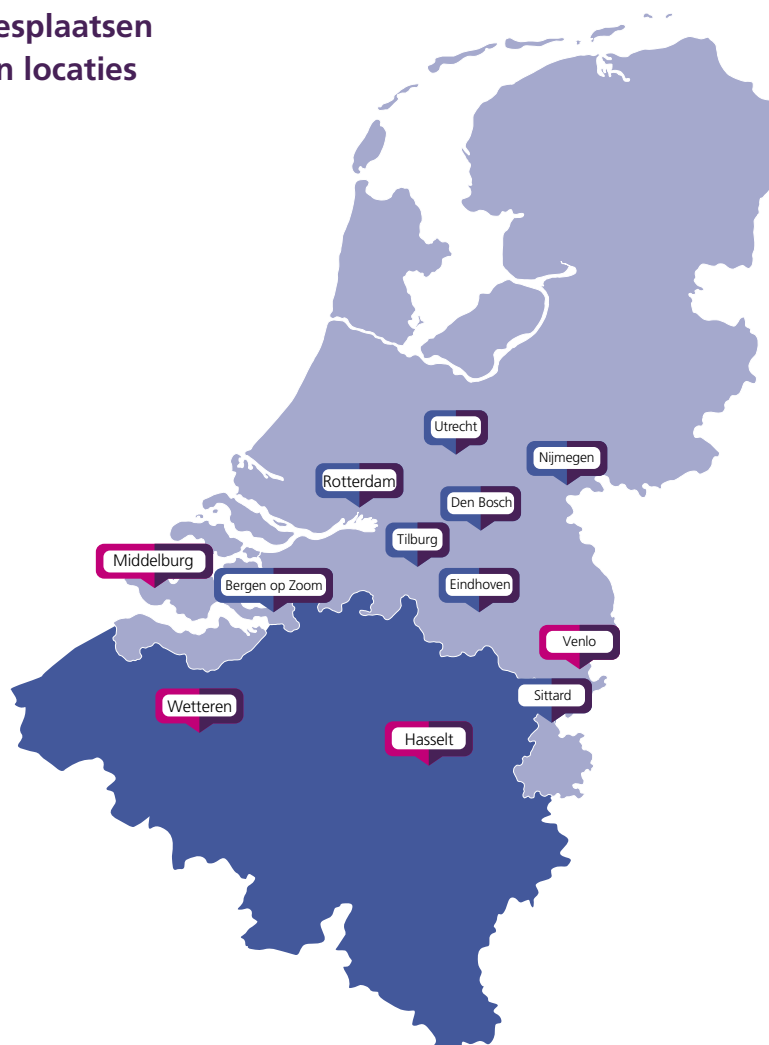 esplaatsen
n locaties
Utrecht
Nijmegen
Rotterdam
Den Bosch
Tilburg
Middelburg
Bergen op Zoom
Eindhoven
Venlo
Sittard
Wetteren
Hasselt